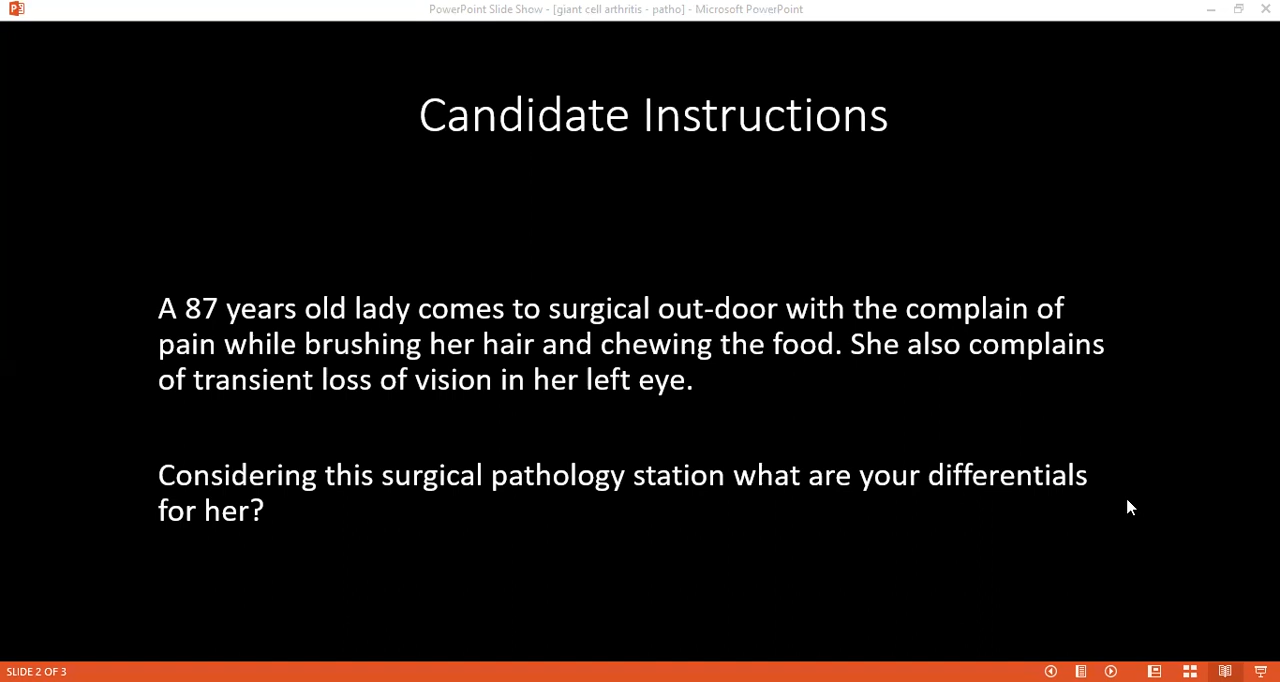 PowerPoint Slide Show - [giant cell arthritis - patho] - Microsoft PowerPoint
Candidate Instructions
A 87 years old lady comes to surgical out-door with the complain of
pain while brushing her hair and chewing the food. She also complains
of transient loss of vision in her left eye.
Considering this surgical pathology station what are your differentials
for her?
SLIDE 2 OF 3